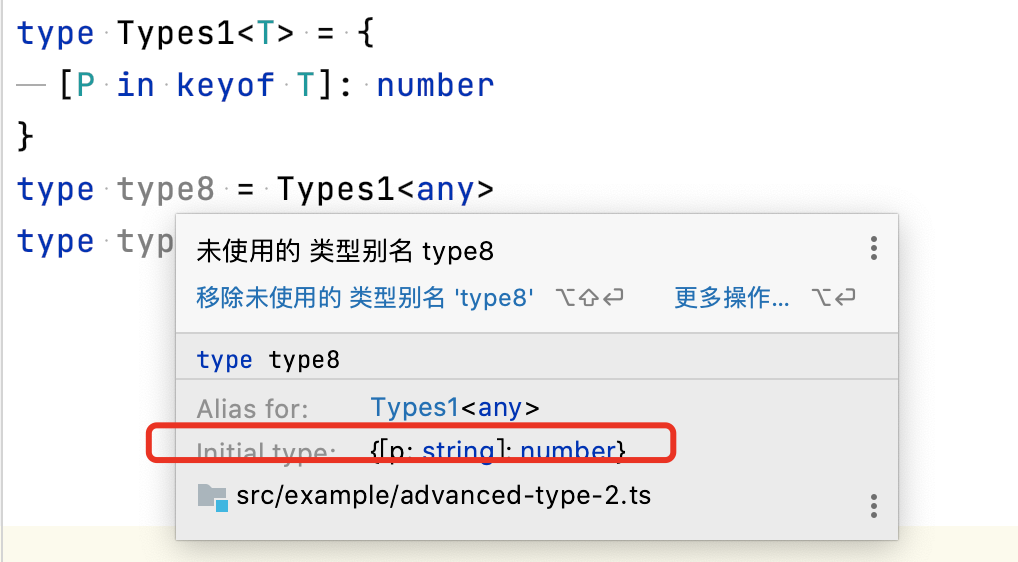 type Types1<T> = {
[P in keyof T]: number
}
type type8 = Types1<any>
type typ
未使用的 类型别名 type8
移除未使用的 类型别名 'type8' ⌥⇧⏎ 更多操作... ⌥⏎
type type8
Alias for: Types1<any>
Initial type: {[p: string]: number}
src/example/advanced-type-2.ts